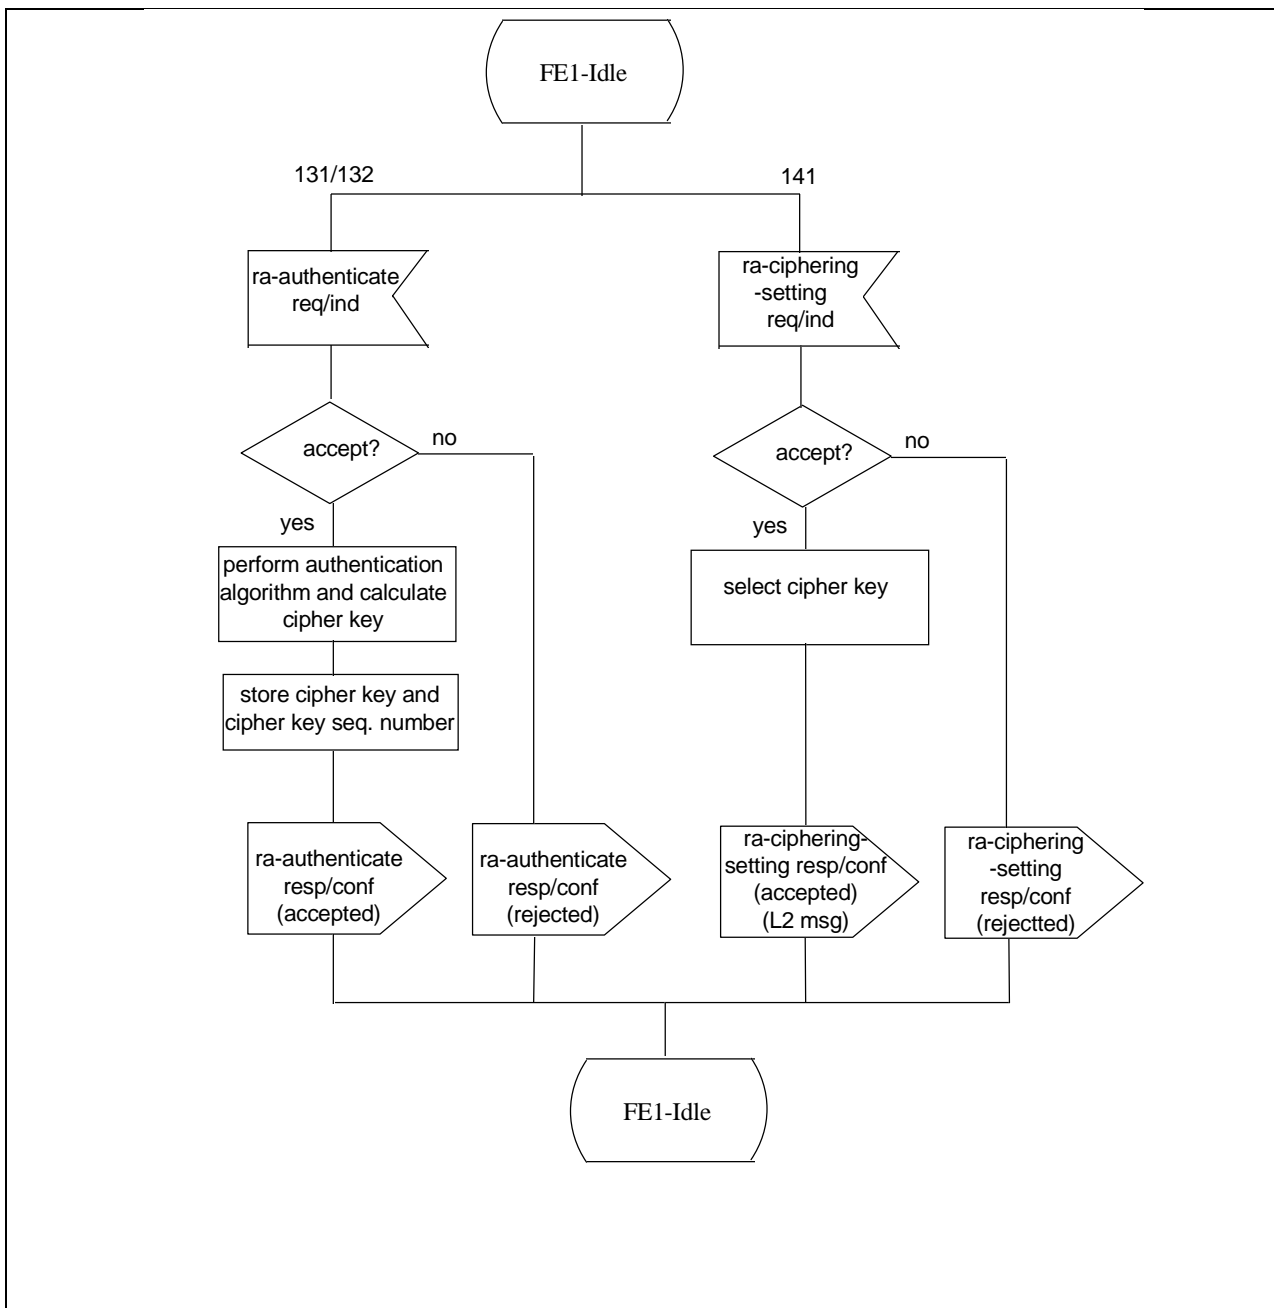 FE1-Idle
131/132
141
ra-authenticate
req/ind
ra-ciphering
-setting
req/ind
accept?
no
accept?
no
yes
yes
perform authentication
algorithm and calculate
cipher key
select cipher key
store cipher key and
cipher key seq. number
ra-authenticate
resp/conf
(accepted)
ra-authenticate
resp/conf
(rejected)
ra-ciphering-
setting resp/conf
(accepted)
(L2 msg)
ra-ciphering
-setting
resp/conf
(rejectted)
FE1-Idle